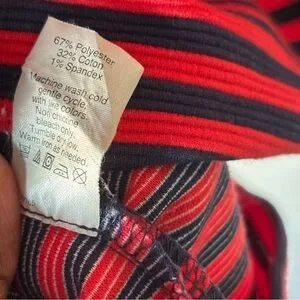 67% Polyester
32% Cotton
1% Spandex
Machine wash cold
gentle cycle,
with like colors.
Non chlorine
bleach only.
Tumble dry low.
Warm iron as needed.